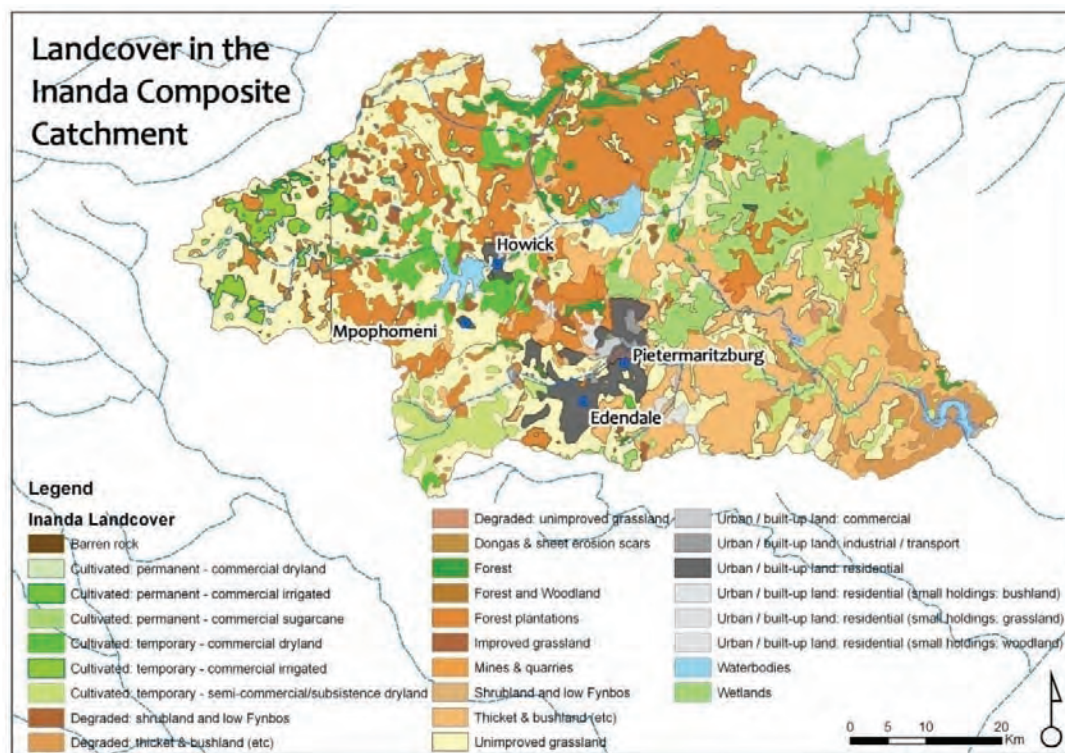 Landcover in the
Inanda Composite
Catchment
Howick
Mpophomeni
Pietermaritzburg
Edendale
Legend
Inanda Landcover
Barren rock
Cultivated: permanent - commercial dryland
Cultivated: permanent - commercial irrigated
Cultivated: permanent - commercial sugarcane
Cultivated: temporary - commercial dryland
Cultivated: temporary - commercial irrigated
Cultivated: temporary - semi-commercial/subsistence dryland
Degraded: shrubland and low Fynbos
Degraded: thicket & bushland (etc)
Degraded: unimproved grassland
Dongas & sheet erosion scars
Forest
Forest and Woodland
Forest plantations
Improved grassland
Mines & quarries
Shrubland and low Fynbos
Thicket & bushland (etc)
Unimproved grassland
Urban / built-up land: commercial
Urban / built-up land: industrial / transport
Urban / built-up land: residential
Urban / built-up land: residential (small holdings: bushland)
Urban / built-up land: residential (small holdings: grassland)
Urban / built-up land: residential (small holdings: woodland)
Waterbodies
Wetlands
0 5 10 20
Km